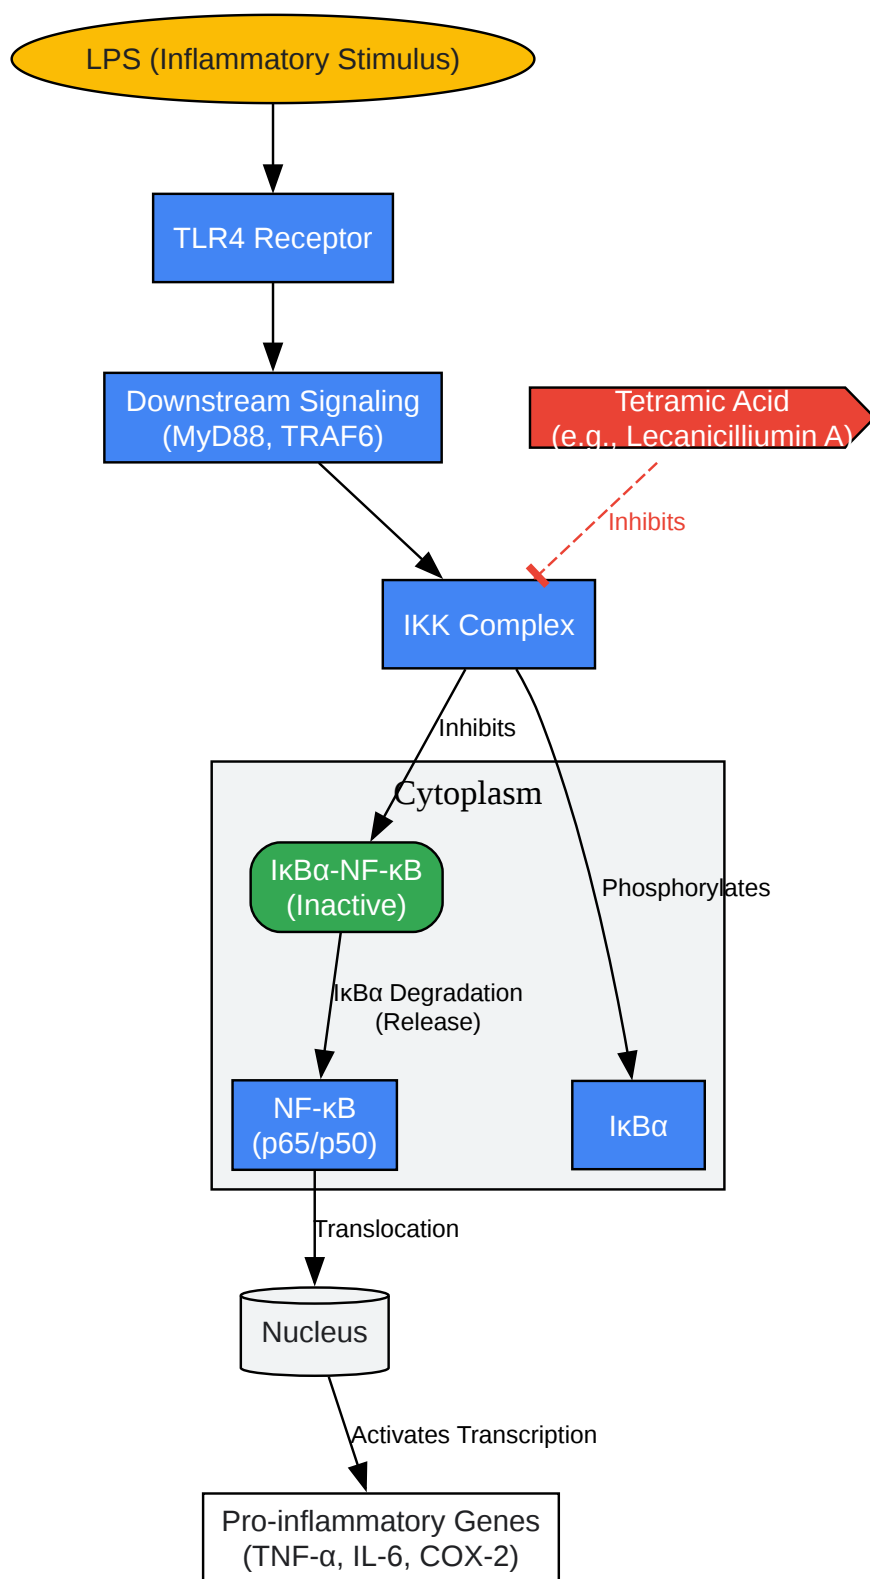 LPS (Inflammatory Stimulus)
TLR4 Receptor
Downstream Signaling
(MyD88, TRAF6)
Tetramic Acid
(e.g., Lecanicilliumin A)
Inhibits
IKK Complex
Inhibits
Cytoplasm
IκBα-NF-κB
(Inactive)
Phosphorylates
IκBα Degradation
(Release)
NF-κB
(p65/p50)
IκBα
Translocation
Nucleus
Activates Transcription
Pro-inflammatory Genes
(TNF-α, IL-6, COX-2)